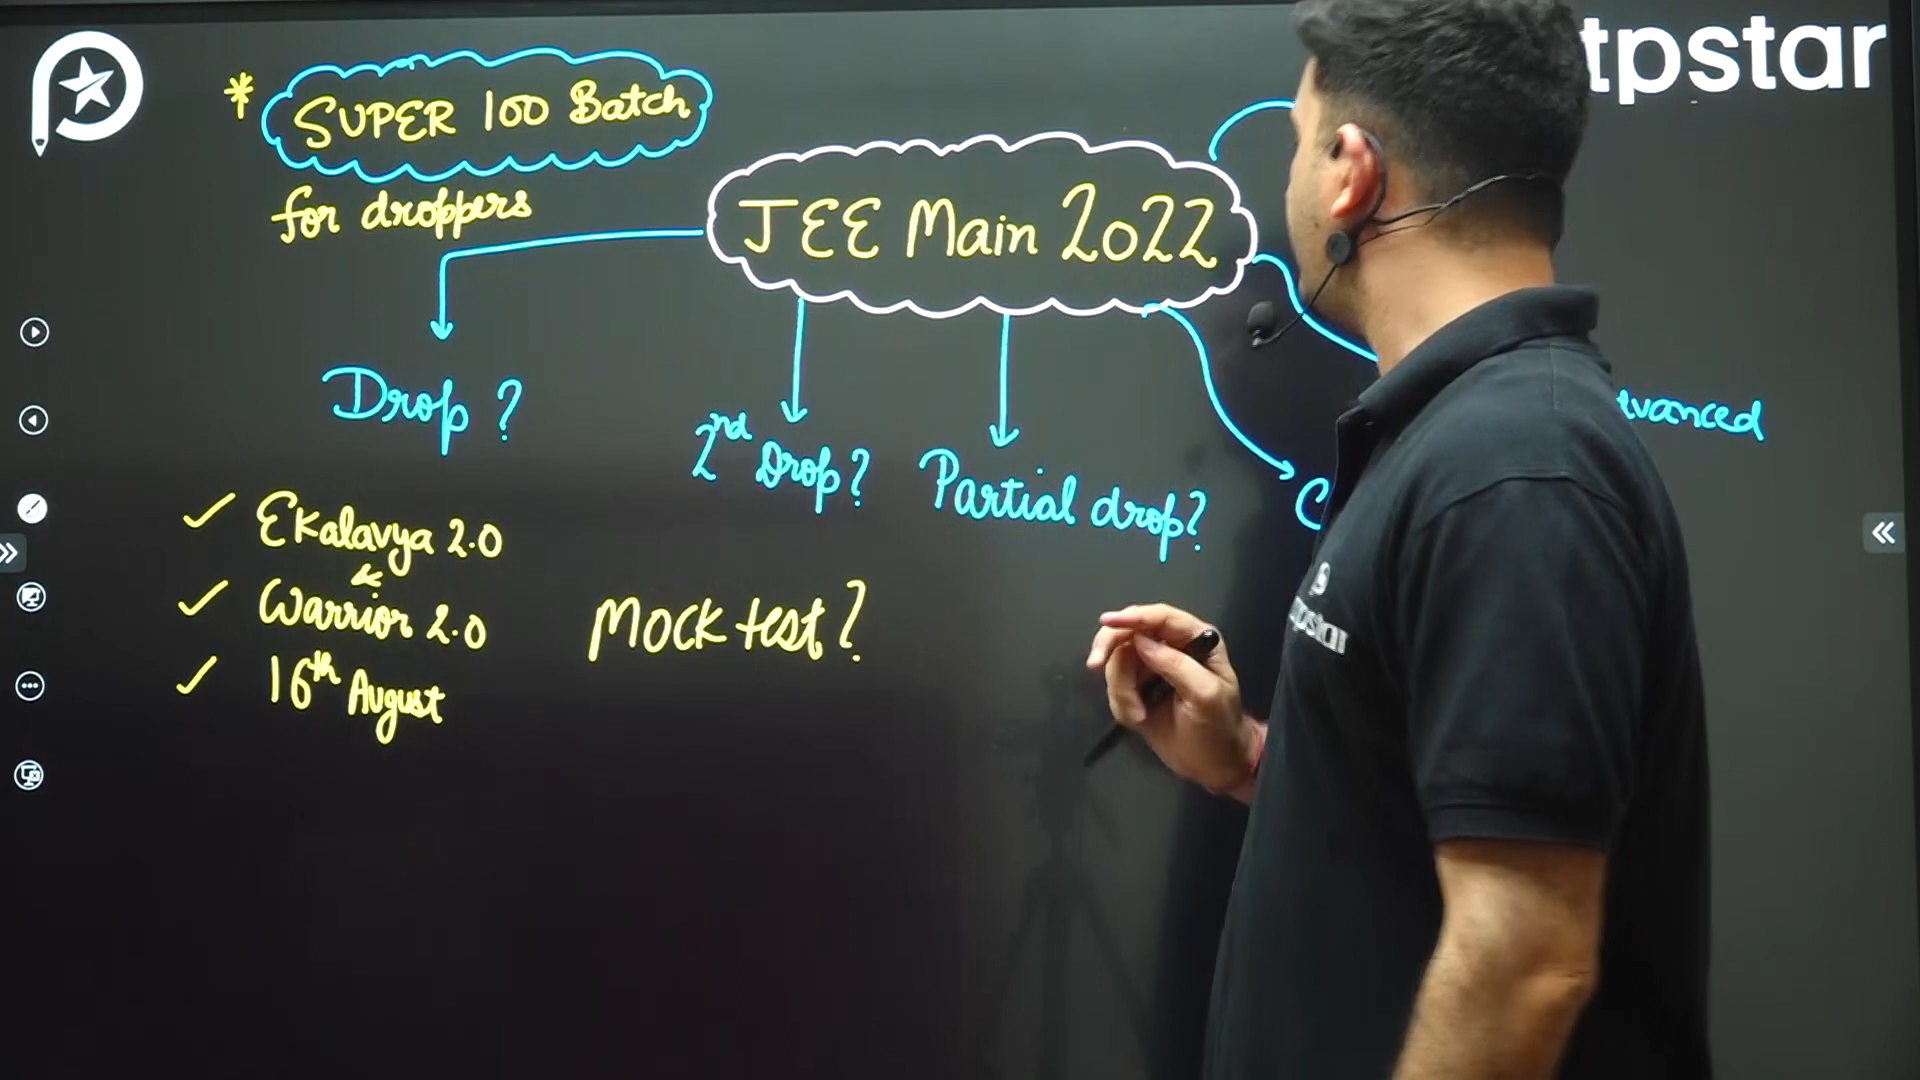 tpstar
* SUPER 100 Batch
for droppers
JEE Main 2022
Drop ?
2nd Drop?
Partial drop?
Ekalavya 2.0
&
Warrior 2.0
16th August
Mock test?